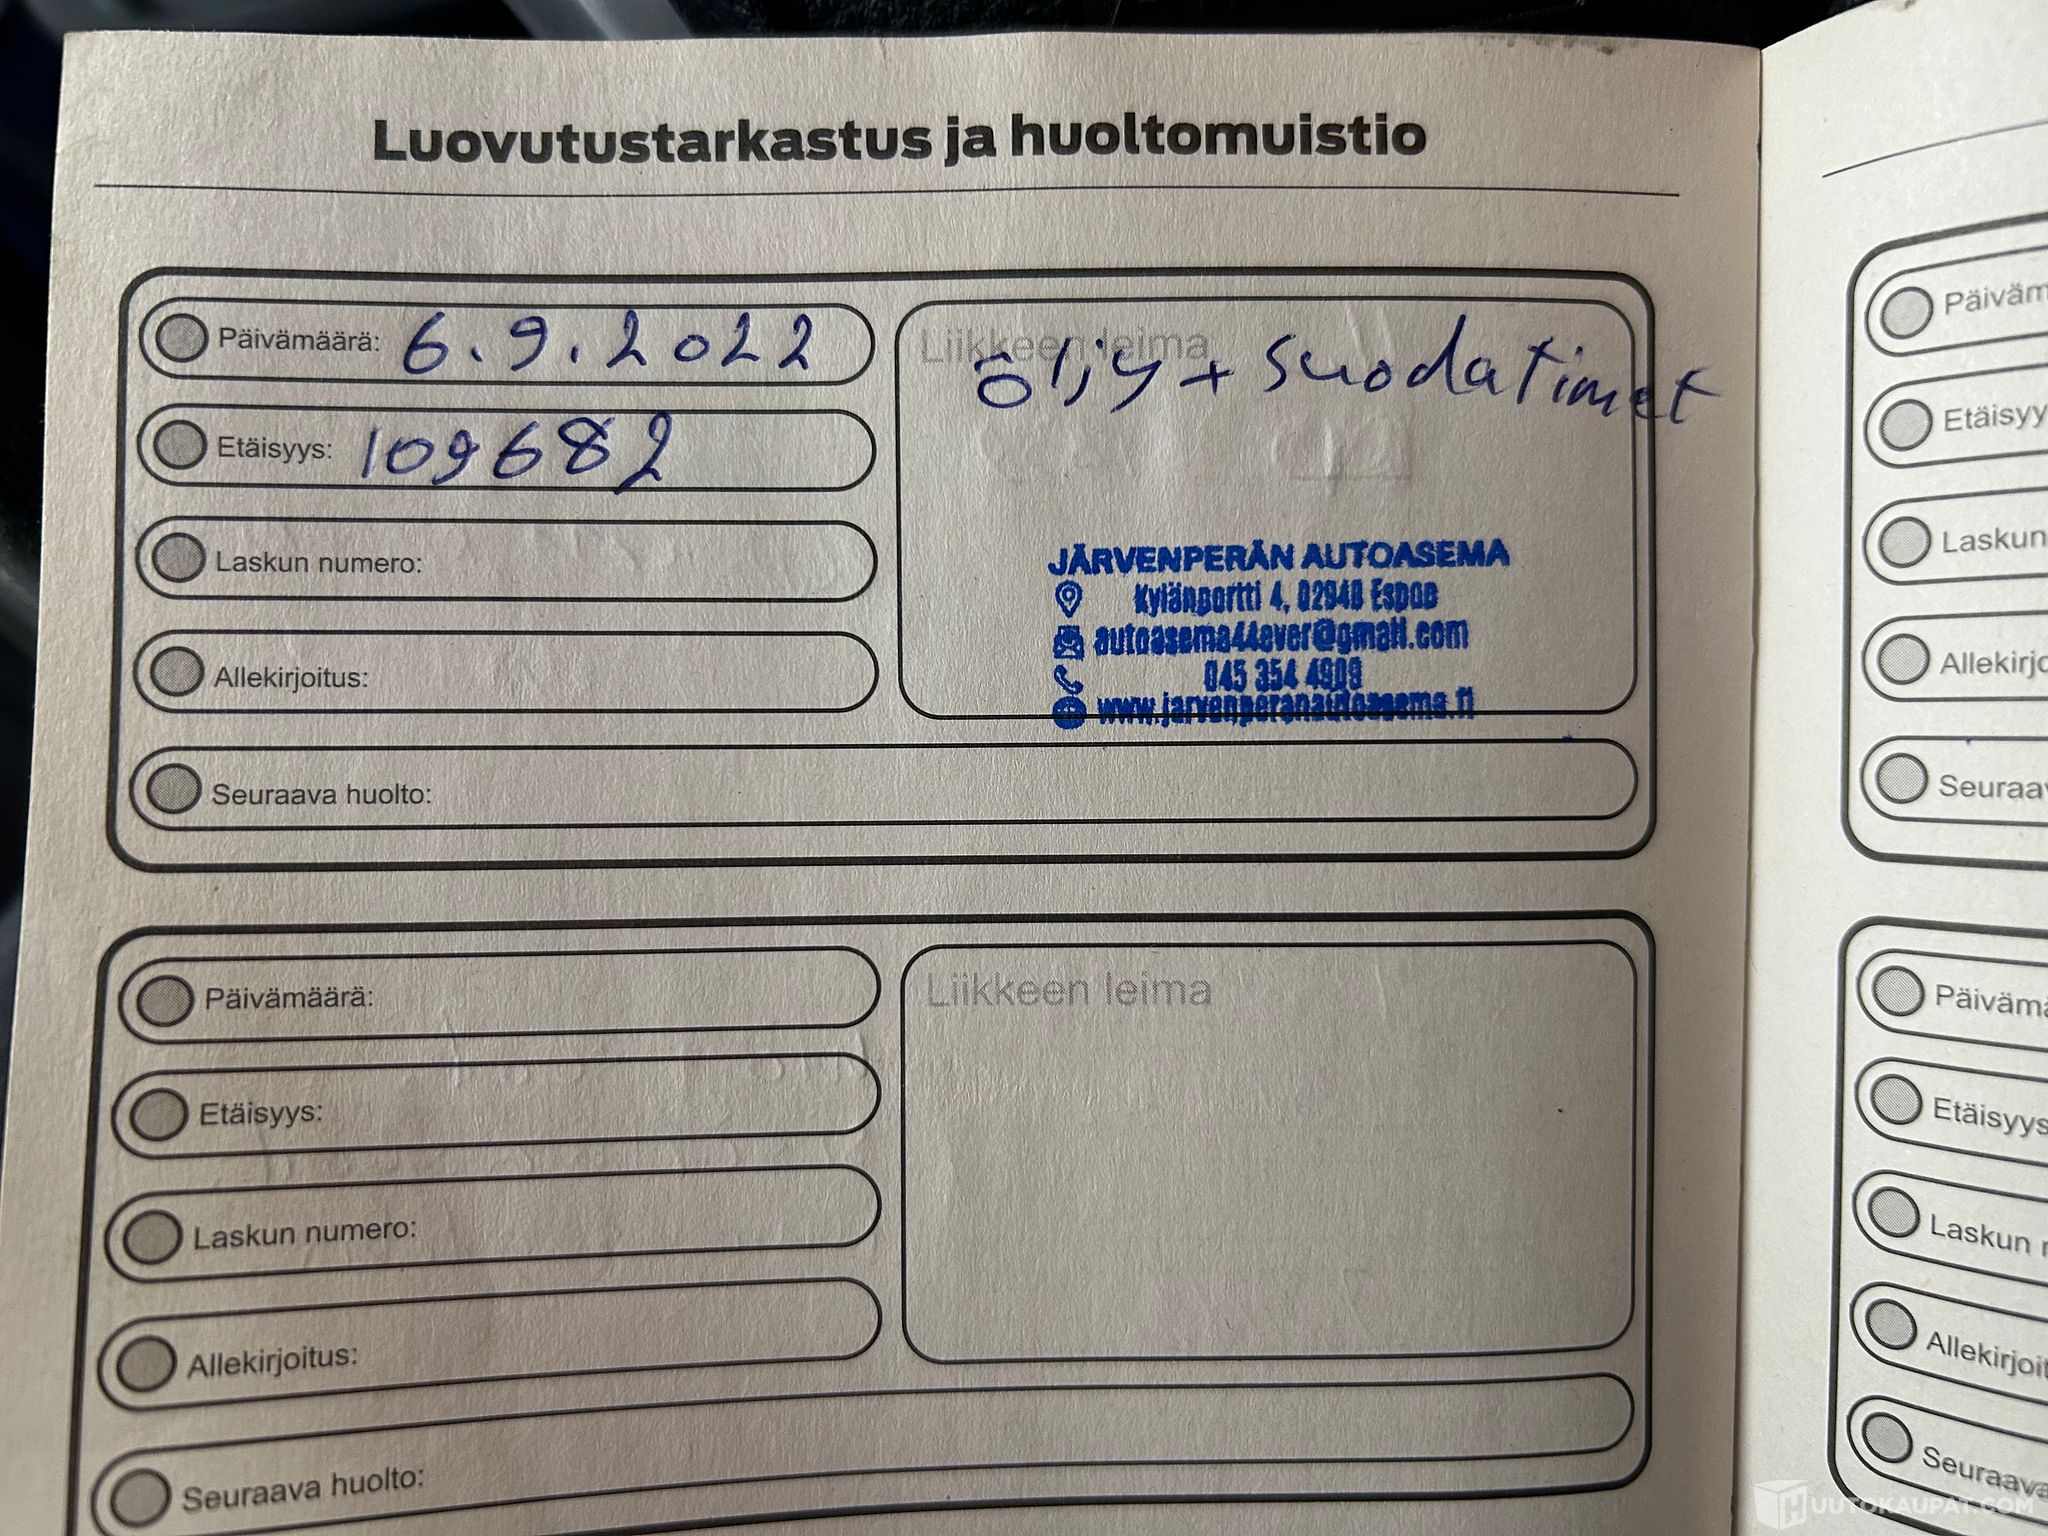 Luovutustarkastus ja huoltomuistio
Päivämäärä: 6.9.2022
Etäisyys: 109682
Laskun numero:
Allekirjoitus:
Seuraava huolto:
Liikkeen leima
öljy + suodatimet
JÄRVENPERÄN AUTOASEMA
Kylänportti 4, 02940 Espoo
autoasema44ever@gmail.com
045 354 4909
www.jarvenperanautoasema.fi
Päivämäärä:
Etäisyys:
Laskun numero:
Allekirjoitus:
Seuraava huolto:
Liikkeen leima
Päiväm
Etäisyy
Laskun
Allekirjo
Seuraav
Päivämä
Etäisyys
Laskun n
Allekirjoit
Seuraava
HUUTOKAUPAT.COM